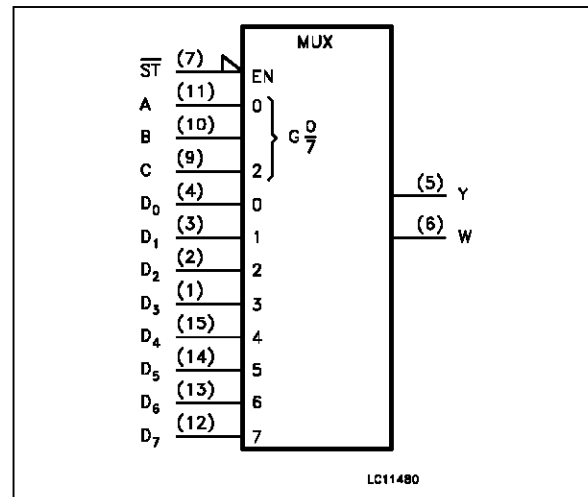 MUX
S̅T̅ (7) EN
A (11) 0
B (10) G 0/7
C (9) 2
D₀ (4) 0
(5) Y
D₁ (3) 1
(6) W
D₂ (2) 2
D₃ (1) 3
D₄ (15) 4
D₅ (14) 5
D₆ (13) 6
D₇ (12) 7
LC11480